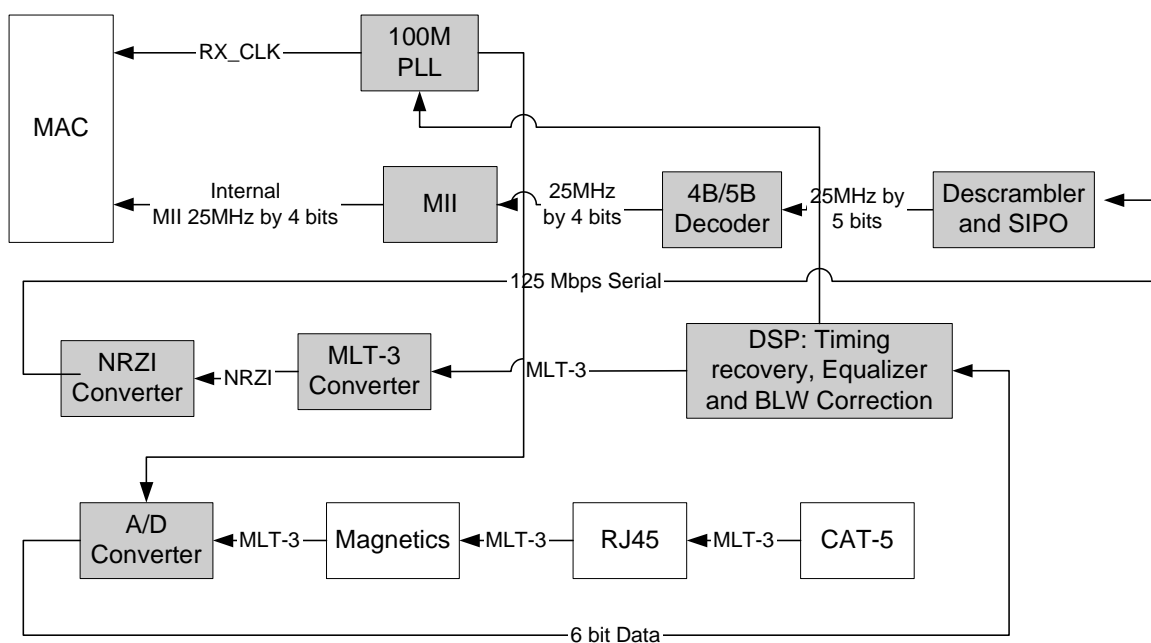 100M
PLL
RX_CLK
MAC
Internal
MII 25MHz by 4 bits
MII
25MHz
by 4 bits
4B/5B
Decoder
25MHz by
5 bits
Descrambler
and SIPO
125 Mbps Serial
NRZI
Converter
NRZI
MLT-3
Converter
MLT-3
DSP: Timing
recovery, Equalizer
and BLW Correction
A/D
Converter
MLT-3
Magnetics
MLT-3
RJ45
MLT-3
CAT-5
6 bit Data